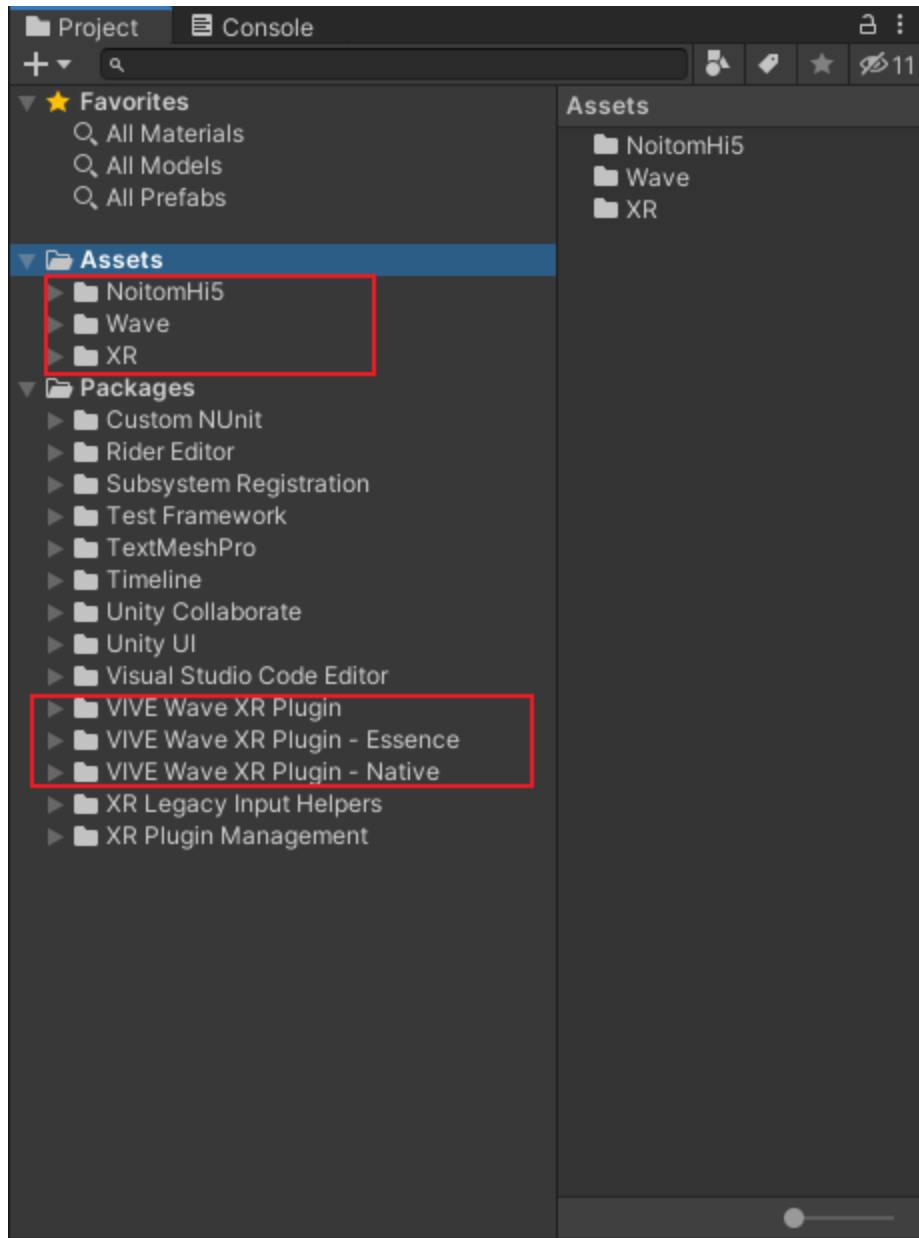 Project Console
11
Favorites
All Materials
All Models
All Prefabs
Assets
NoitomHi5
Wave
XR
Packages
Custom NUnit
Rider Editor
Subsystem Registration
Test Framework
TextMeshPro
Timeline
Unity Collaborate
Unity UI
Visual Studio Code Editor
VIVE Wave XR Plugin
VIVE Wave XR Plugin - Essence
VIVE Wave XR Plugin - Native
XR Legacy Input Helpers
XR Plugin Management
Assets
NoitomHi5
Wave
XR